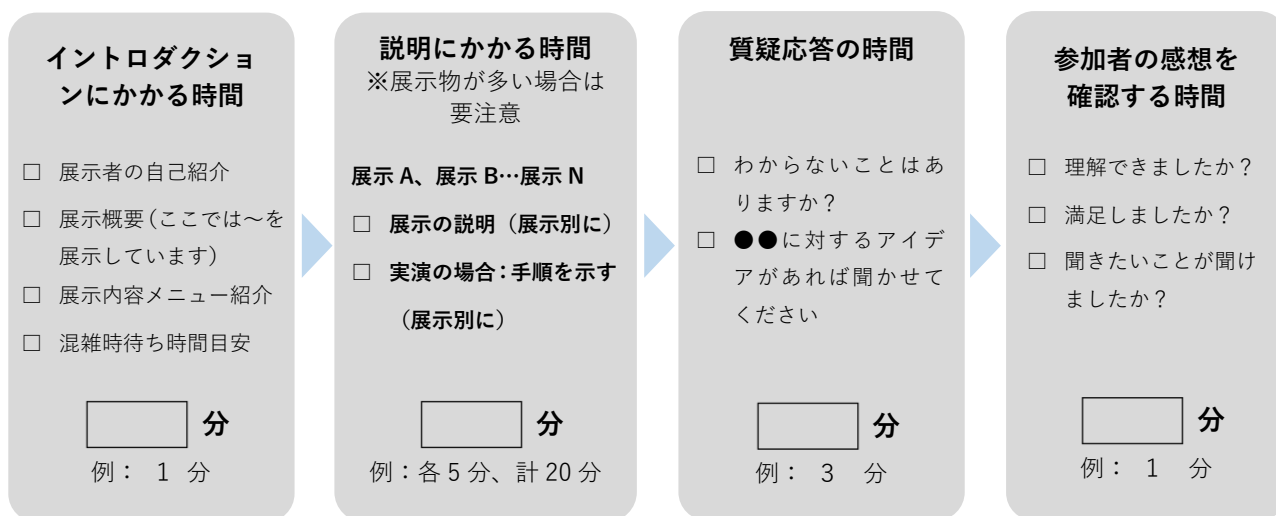 イントロダクショ
ンにかかる時間
□ 展示者の自己紹介
□ 展示概要(ここでは～を
展示しています)
□ 展示内容メニュー紹介
□ 混雑時待ち時間目安
分
例： 1 分
説明にかかる時間
※展示物が多い場合は
要注意
展示 A、展示 B…展示 N
□ 展示の説明（展示別に）
□ 実演の場合：手順を示す
（展示別に）
分
例：各 5 分、計 20 分
質疑応答の時間
□ わからないことはあ
りますか？
□ ●●に対するアイデ
アがあれば聞かせて
ください
分
例： 3 分
参加者の感想を
確認する時間
□ 理解できましたか？
□ 満足しましたか？
□ 聞きたいことが聞け
ましたか？
分
例： 1 分